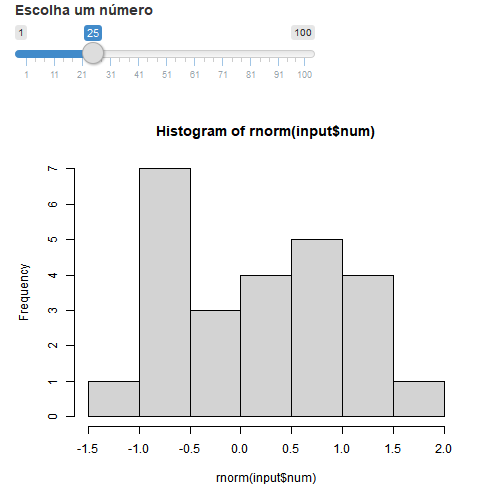 Escolha um número
1 25 100
1 11 21 31 41 51 61 71 81 91 100
Histogram of rnorm(input$num)
7
6
5
4
3
2
1
0
Frequency
-1.5 -1.0 -0.5 0.0 0.5 1.0 1.5 2.0
rnorm(input$num)